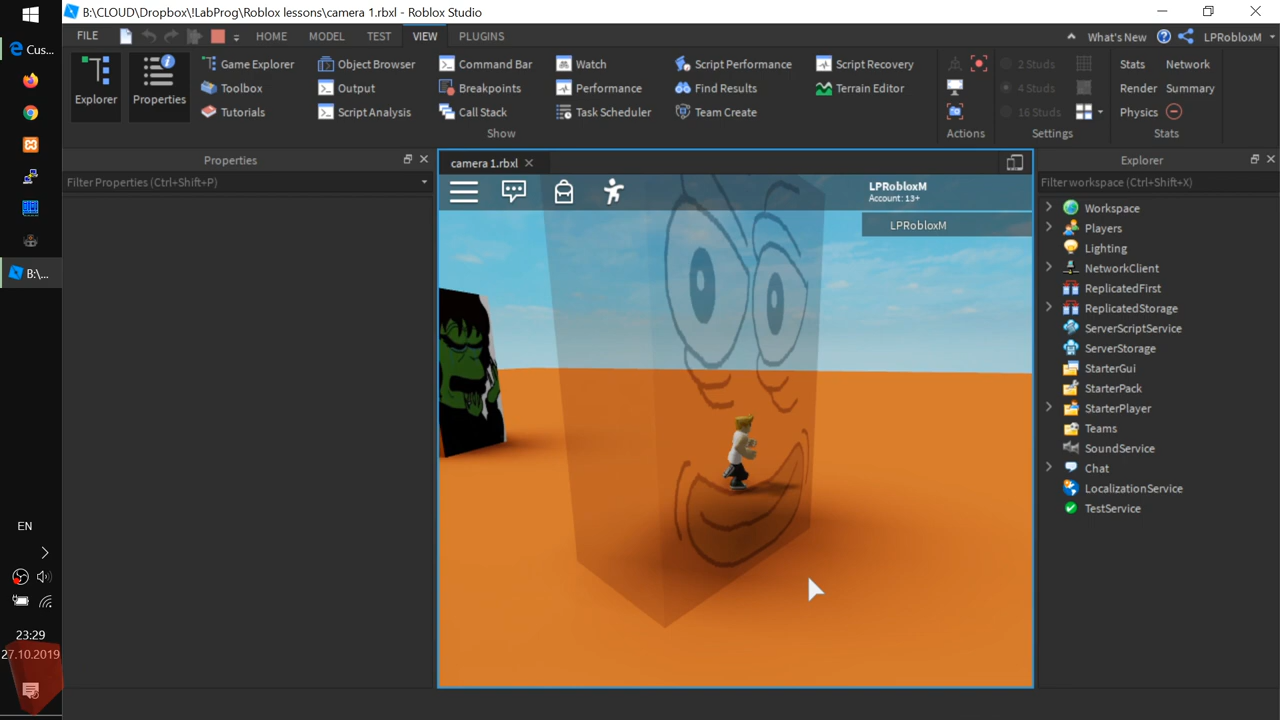 B:\CLOUD\Dropbox\!LabProg\Roblox lessons\camera 1.rbxl - Roblox Studio
FILE HOME MODEL TEST VIEW PLUGINS What's New LPRobloxM
Cus...
B:\...
EN
23:29
27.10.2019
Explorer
Properties
Game Explorer
Toolbox
Tutorials
Object Browser
Output
Script Analysis
Command Bar
Breakpoints
Call Stack
Watch
Performance
Task Scheduler
Script Performance
Find Results
Team Create
Script Recovery
Terrain Editor
Show
Actions
2 Studs
4 Studs
16 Studs
Settings
Stats Network
Render Summary
Physics
Stats
Properties
Filter Properties (Ctrl+Shift+P)
camera 1.rbxl
LPRobloxM
Account: 13+
LPRobloxM
Explorer
Filter workspace (Ctrl+Shift+X)
Workspace
Players
Lighting
NetworkClient
ReplicatedFirst
ReplicatedStorage
ServerScriptService
ServerStorage
StarterGui
StarterPack
StarterPlayer
Teams
SoundService
Chat
LocalizationService
TestService